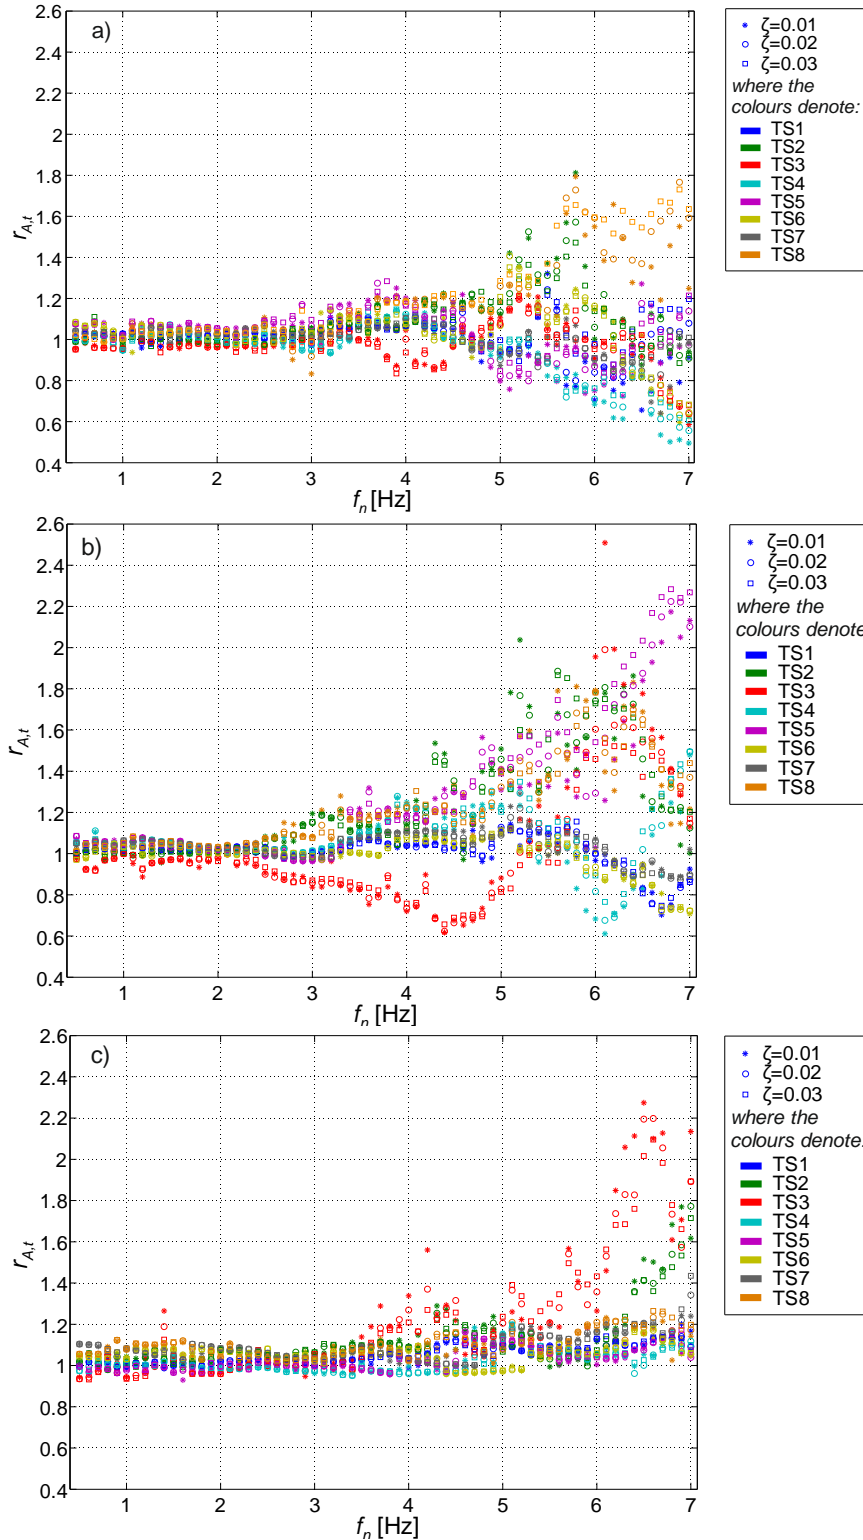 a)
2.6
2.4
2.2
2
1.8
1.6
1.4
1.2
1
0.8
0.6
0.4
r_{A,t}
1 2 3 4 5 6 7
f_n [Hz]
ζ=0.01
ζ=0.02
ζ=0.03
where the
colours denote:
TS1
TS2
TS3
TS4
TS5
TS6
TS7
TS8
b)
2.6
2.4
2.2
2
1.8
1.6
1.4
1.2
1
0.8
0.6
0.4
r_{A,t}
1 2 3 4 5 6 7
f_n [Hz]
ζ=0.01
ζ=0.02
ζ=0.03
where the
colours denote
TS1
TS2
TS3
TS4
TS5
TS6
TS7
TS8
c)
2.6
2.4
2.2
2
1.8
1.6
1.4
1.2
1
0.8
0.6
0.4
r_{A,t}
1 2 3 4 5 6 7
f_n [Hz]
ζ=0.01
ζ=0.02
ζ=0.03
where the
colours denote:
TS1
TS2
TS3
TS4
TS5
TS6
TS7
TS8